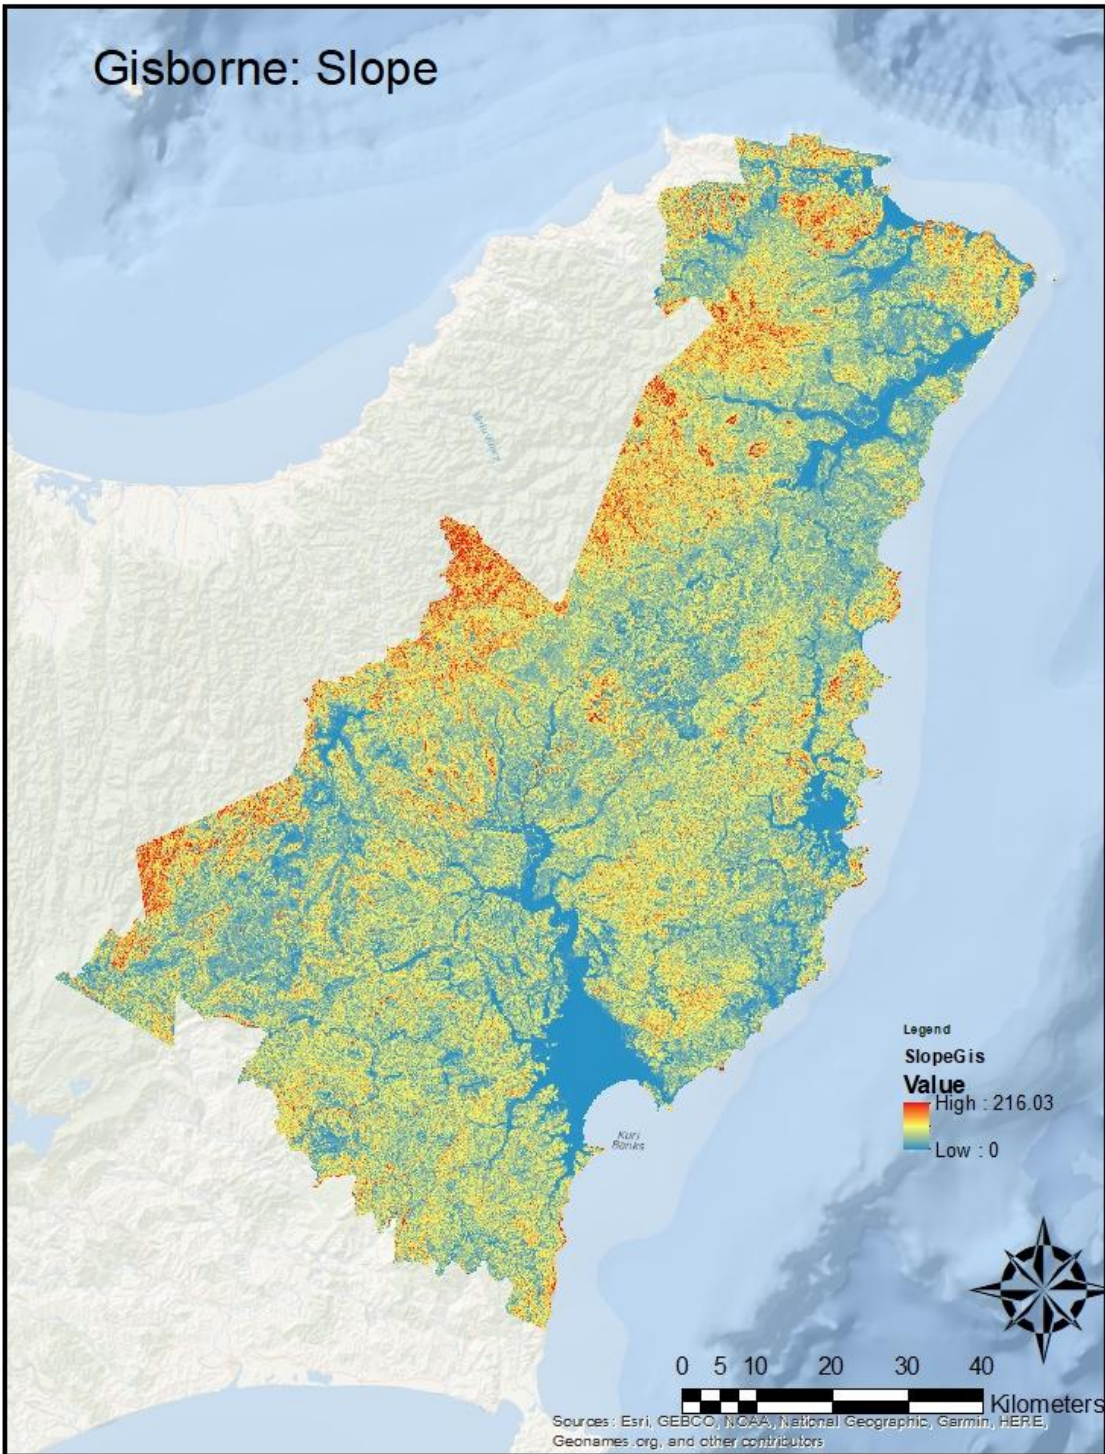 Gisborne: Slope
Legend
SlopeGis
Value
High : 216.03
Low : 0
Kuri
Banks
0 5 10 20 30 40
Kilometers
Sources: Esri, GEBCO, NOAA, National Geographic, Garmin, HERE,
Geonames.org, and other contributors